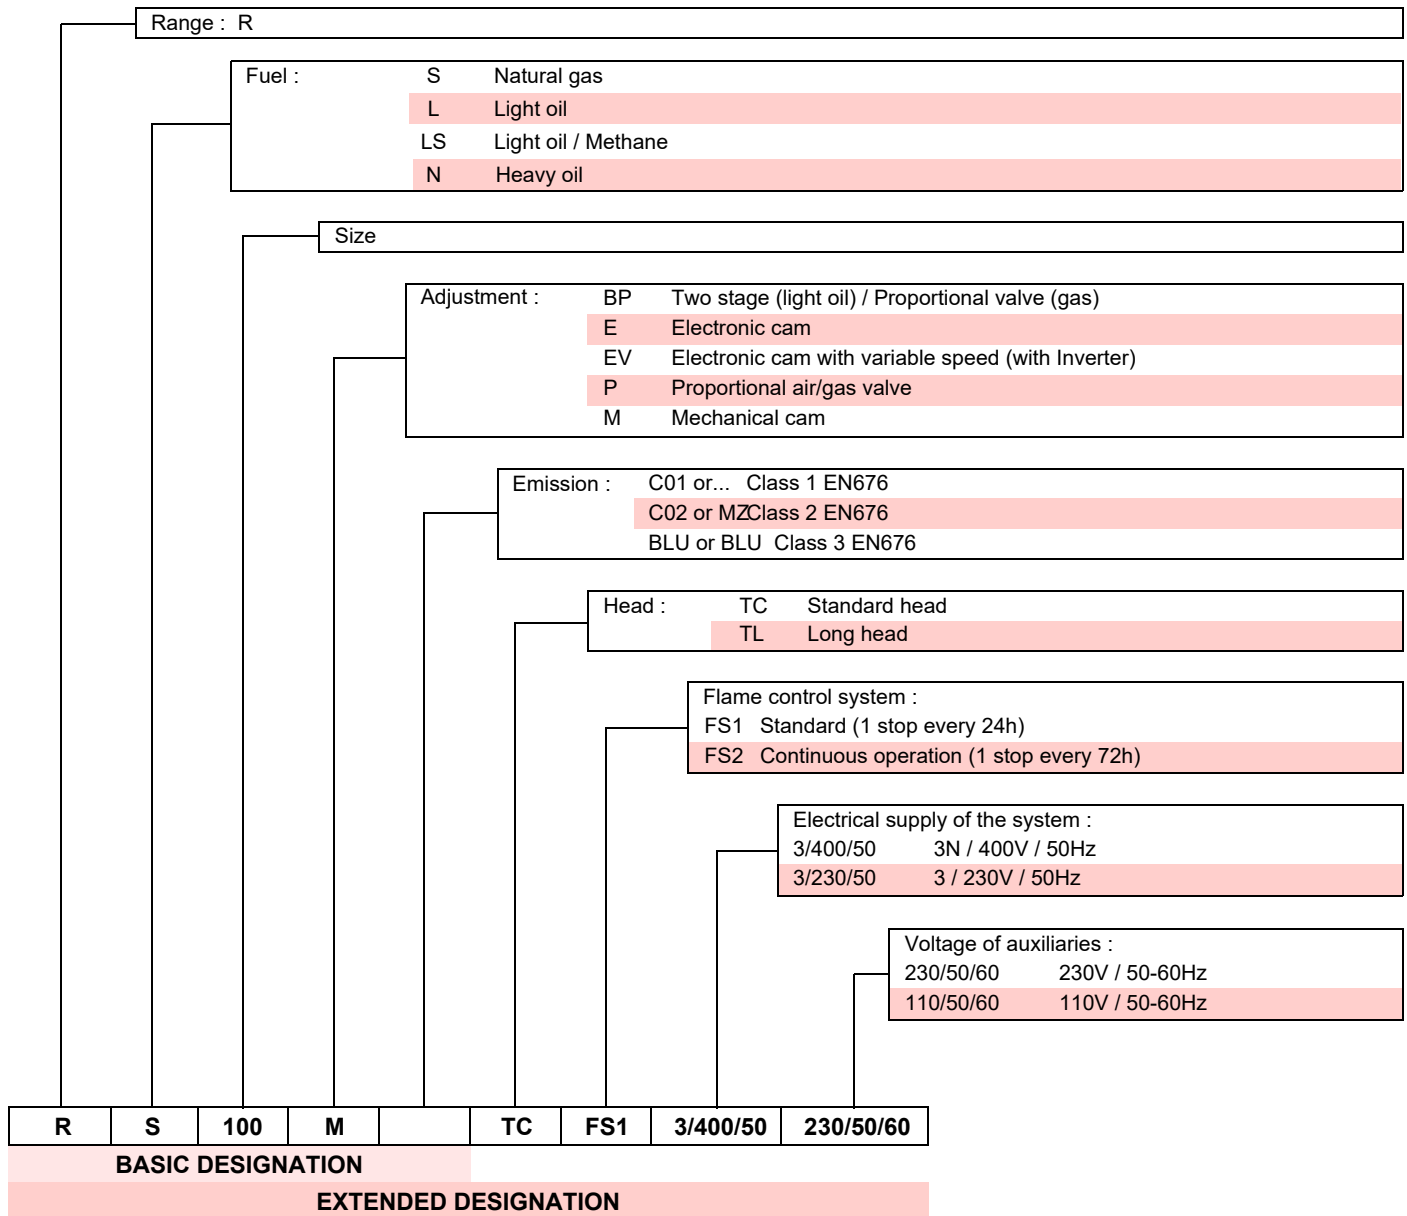 Range : R
Fuel : S Natural gas
L Light oil
LS Light oil / Methane
N Heavy oil
Size
Adjustment : BP Two stage (light oil) / Proportional valve (gas)
E Electronic cam
EV Electronic cam with variable speed (with Inverter)
P Proportional air/gas valve
M Mechanical cam
Emission : C01 or... Class 1 EN676
C02 or MZClass 2 EN676
BLU or BLU Class 3 EN676
Head : TC Standard head
TL Long head
Flame control system :
FS1 Standard (1 stop every 24h)
FS2 Continuous operation (1 stop every 72h)
Electrical supply of the system :
3/400/50 3N / 400V / 50Hz
3/230/50 3 / 230V / 50Hz
Voltage of auxiliaries :
230/50/60 230V / 50-60Hz
110/50/60 110V / 50-60Hz
R S 100 M TC FS1 3/400/50 230/50/60
BASIC DESIGNATION
EXTENDED DESIGNATION